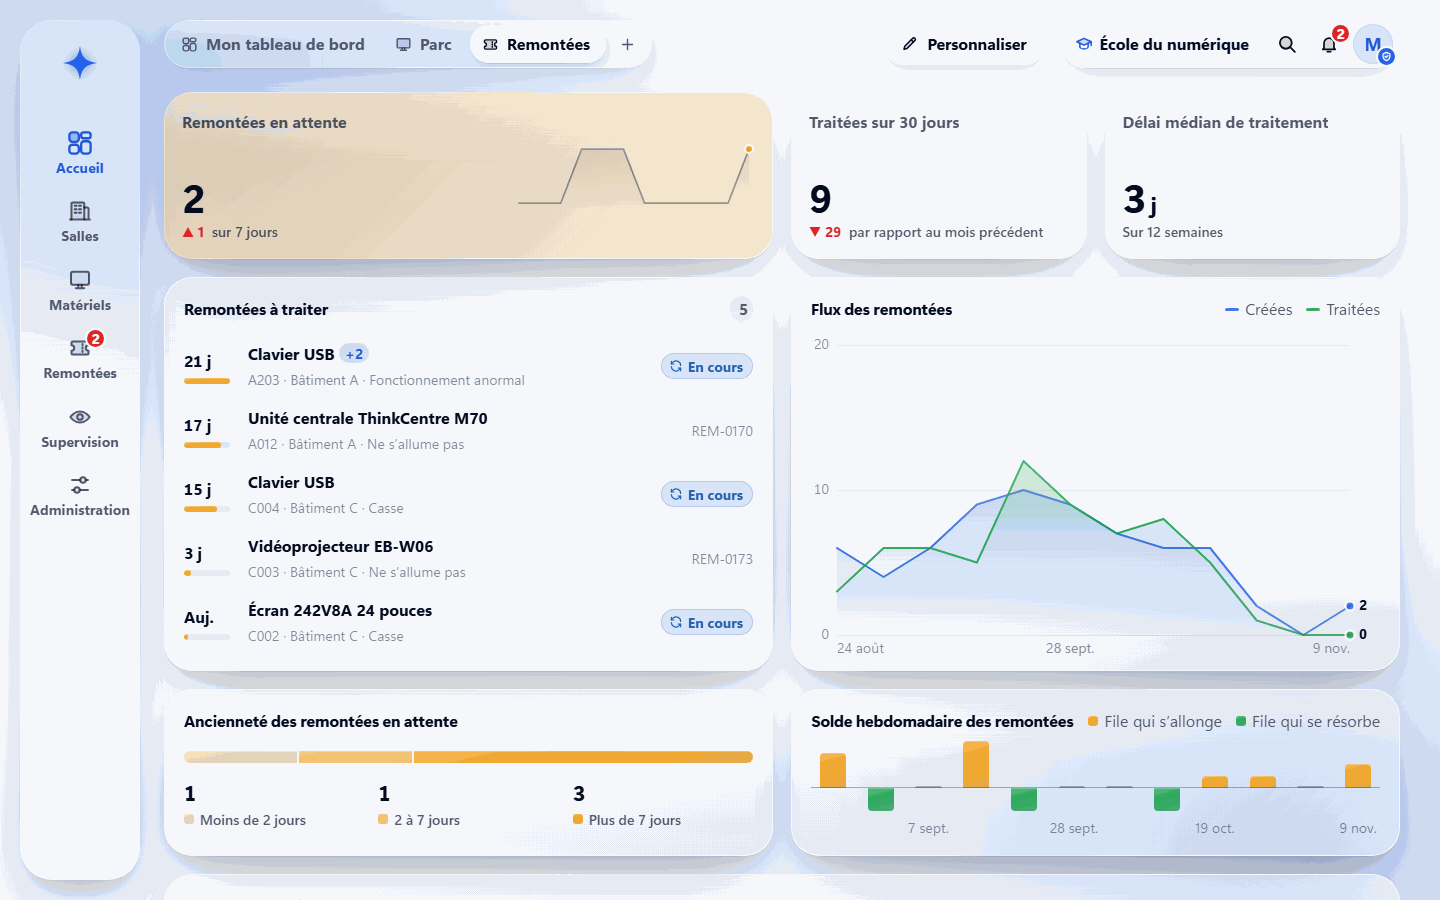 Mon tableau de bord
Parc
Remontées
Personnaliser
École du numérique
2
M
Accueil
Salles
Matériels
2
Remontées
Supervision
Administration
Remontées en attente
2
1 sur 7 jours
Traitées sur 30 jours
9
29 par rapport au mois précédent
Délai médian de traitement
3 j
Sur 12 semaines
Remontées à traiter
5
21 j
Clavier USB +2
A203 · Bâtiment A · Fonctionnement anormal
En cours
17 j
Unité centrale ThinkCentre M70
A012 · Bâtiment A · Ne s’allume pas
REM-0170
15 j
Clavier USB
C004 · Bâtiment C · Casse
En cours
3 j
Vidéoprojecteur EB-W06
C003 · Bâtiment C · Ne s’allume pas
REM-0173
Auj.
Écran 242V8A 24 pouces
C002 · Bâtiment C · Casse
En cours
Flux des remontées
Créées
Traitées
20
10
0
2
0
24 août
28 sept.
9 nov.
Ancienneté des remontées en attente
1
Moins de 2 jours
1
2 à 7 jours
3
Plus de 7 jours
Solde hebdomadaire des remontées
File qui s’allonge
File qui se résorbe
7 sept.
28 sept.
19 oct.
9 nov.